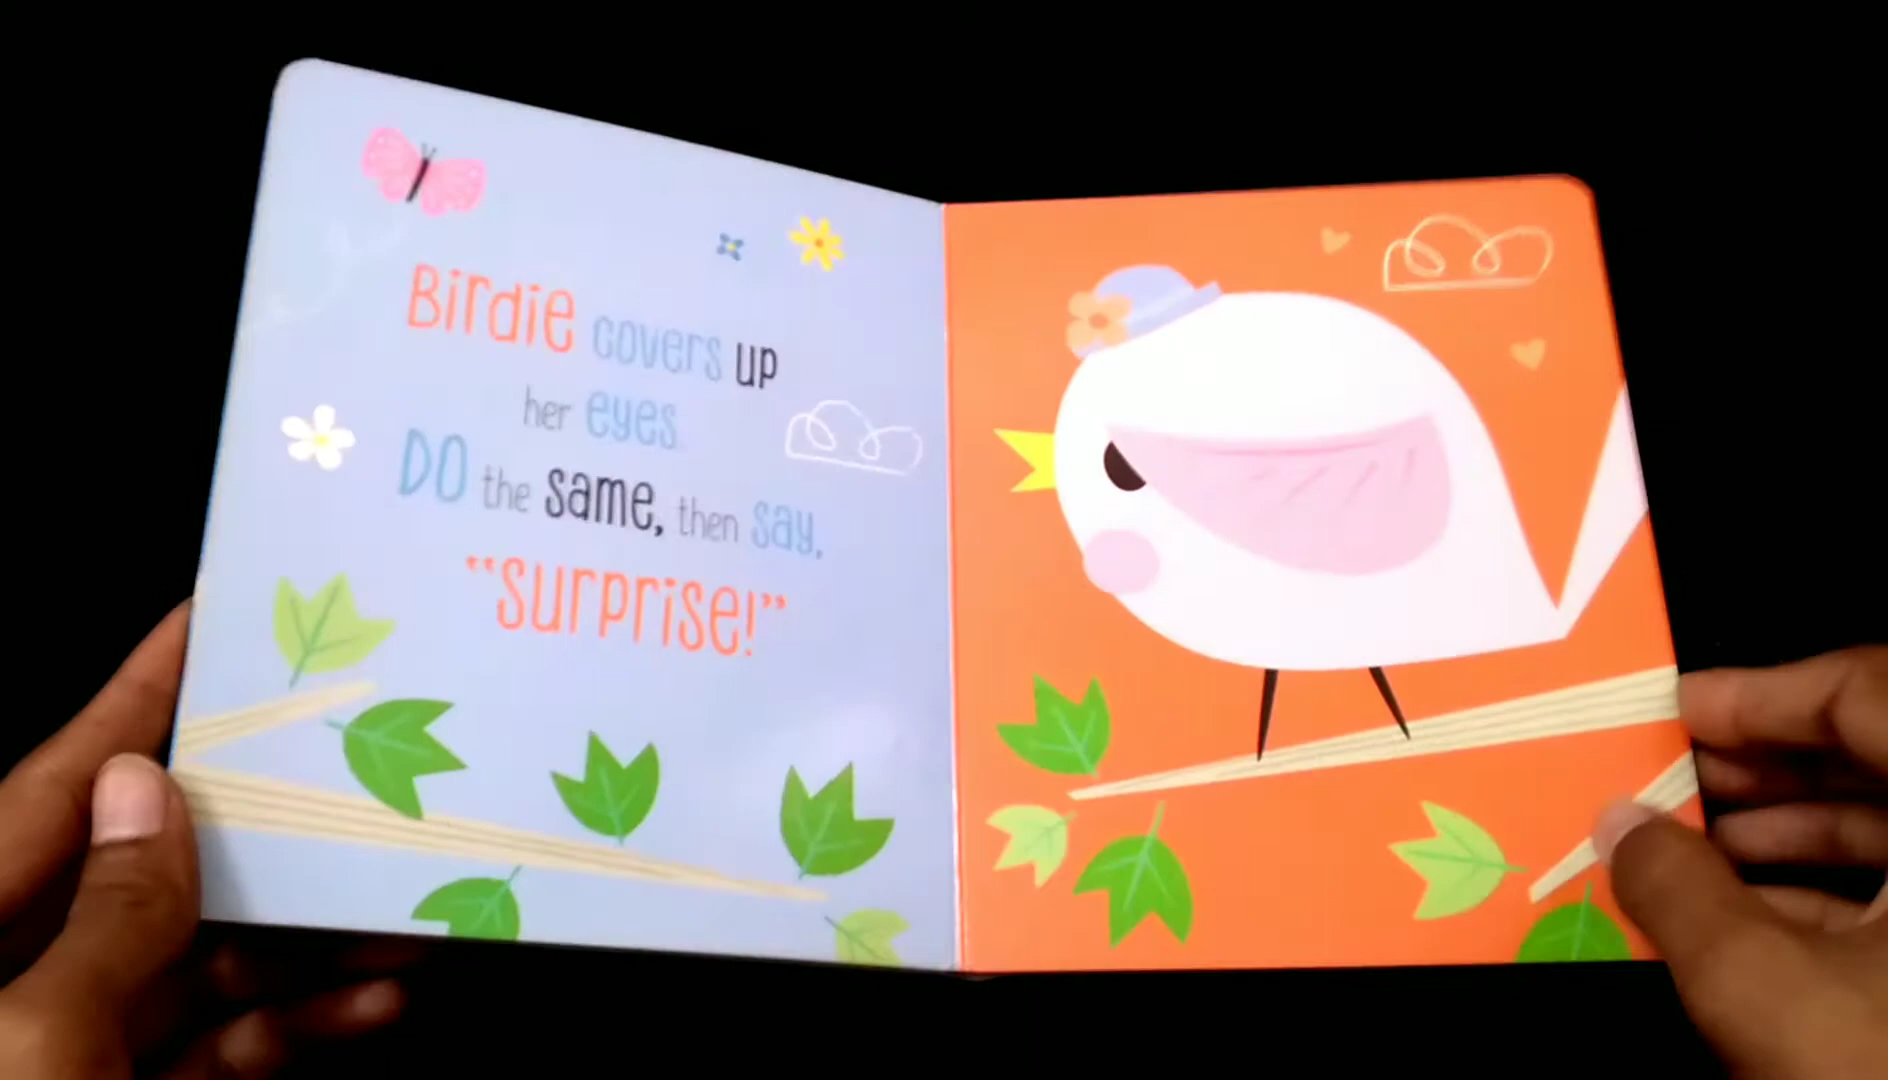 Birdie covers up
her eyes.
DO the same, then say,
“Surprise!”